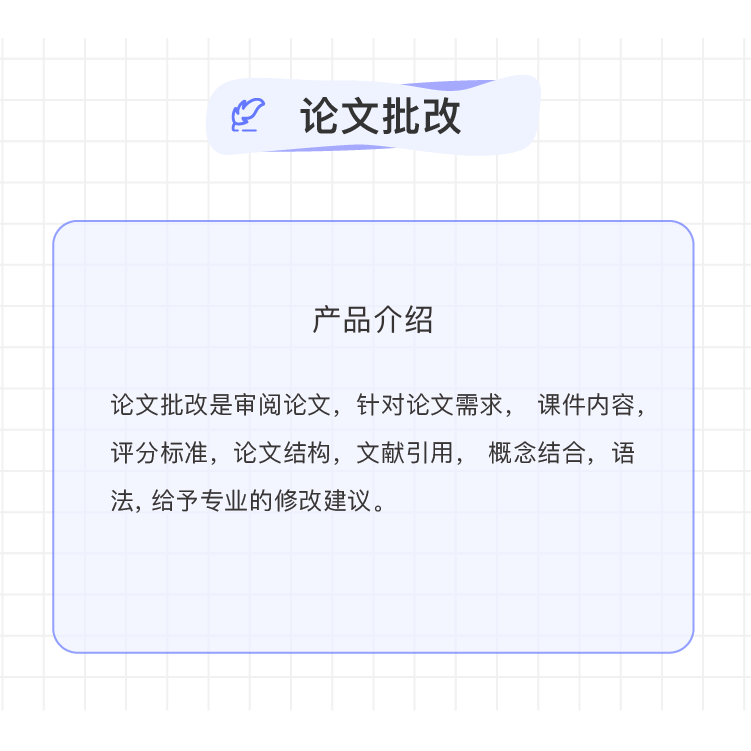 论文批改
产品介绍
论文批改是审阅论文，针对论文需求， 课件内容，
评分标准，论文结构，文献引用， 概念结合，语
法, 给予专业的修改建议。